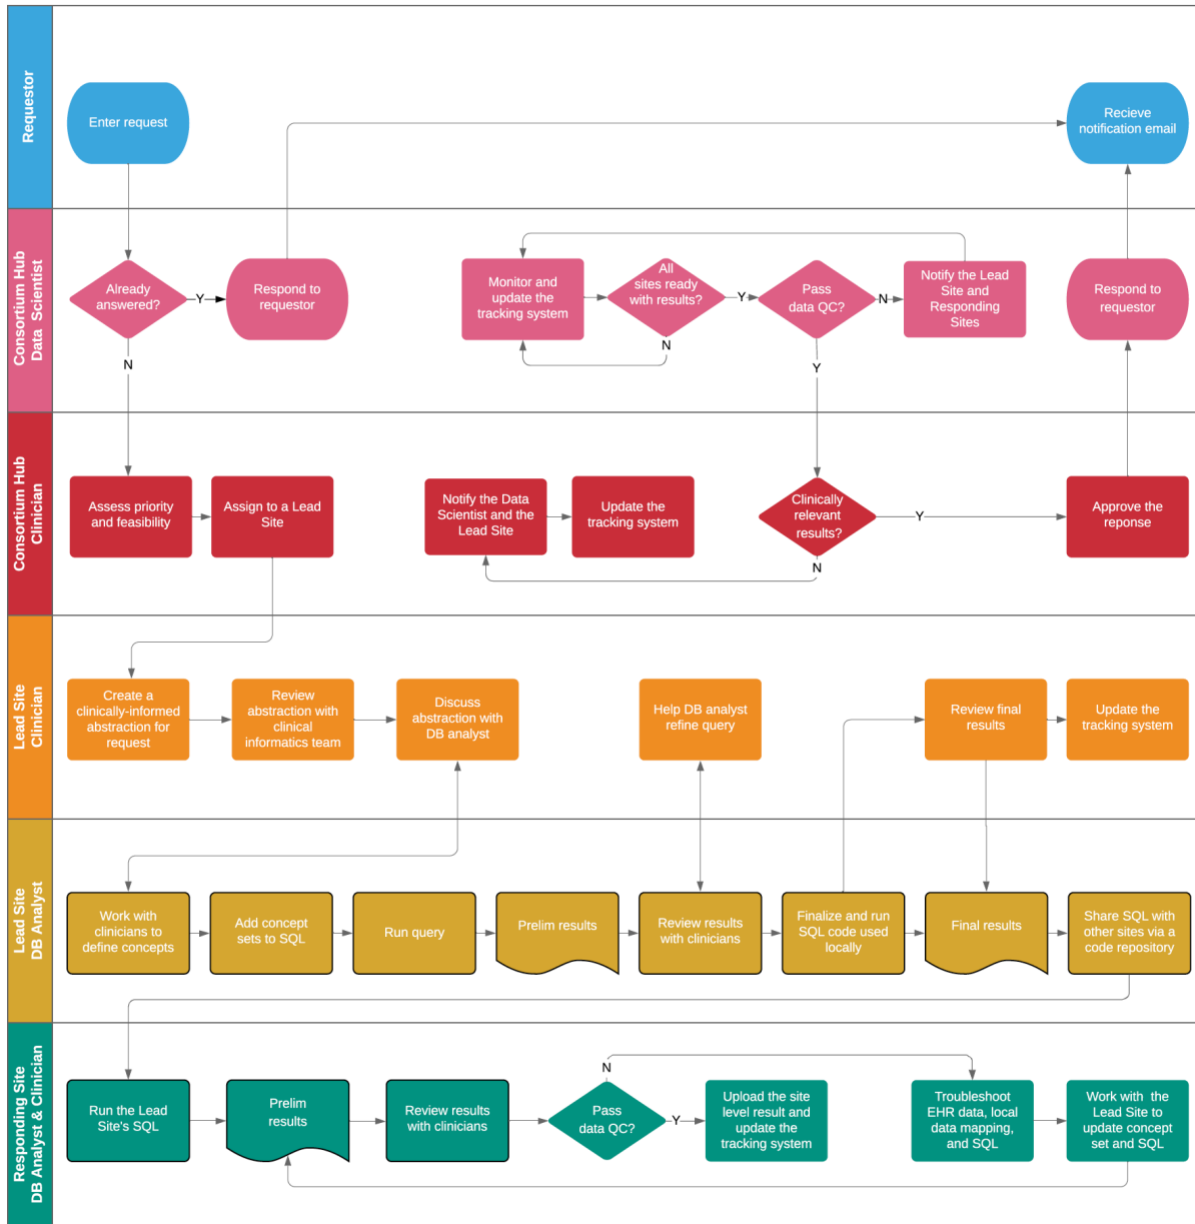 Requestor
Enter request
Recieve
notification email
Consortium Hub
Data Scientist
Already
answered?
Y
N
Respond to
requestor
Monitor and
update the
tracking system
All
sites ready
with results?
Y
N
Pass
data QC?
N
Y
Notify the Lead
Site and
Responding
Sites
Respond to
requestor
Consortium Hub
Clinician
Assess priority
and feasibility
Assign to a Lead
Site
Notify the Data
Scientist and the
Lead Site
Update the
tracking system
Clinically
relevant
results?
Y
N
Approve the
reponse
Lead Site
Clinician
Create a
clinically-informed
abstraction for
request
Review
abstraction with
clinical
informatics team
Discuss
abstraction with
DB analyst
Help DB analyst
refine query
Review final
results
Update the
tracking system
Lead Site
DB Analyst
Work with
clinicians to
define concepts
Add concept
sets to SQL
Run query
Prelim results
Review results
with clinicians
Finalize and run
SQL code used
locally
Final results
Share SQL with
other sites via a
code repository
Responding Site
DB Analyst & Clinician
Run the Lead
Site's SQL
Prelim
results
Review results
with clinicians
Pass
data QC?
N
Y
Upload the site
level result and
update the
tracking system
Troubleshoot
EHR data, local
data mapping,
and SQL
Work with the
Lead Site to
update concept
set and SQL